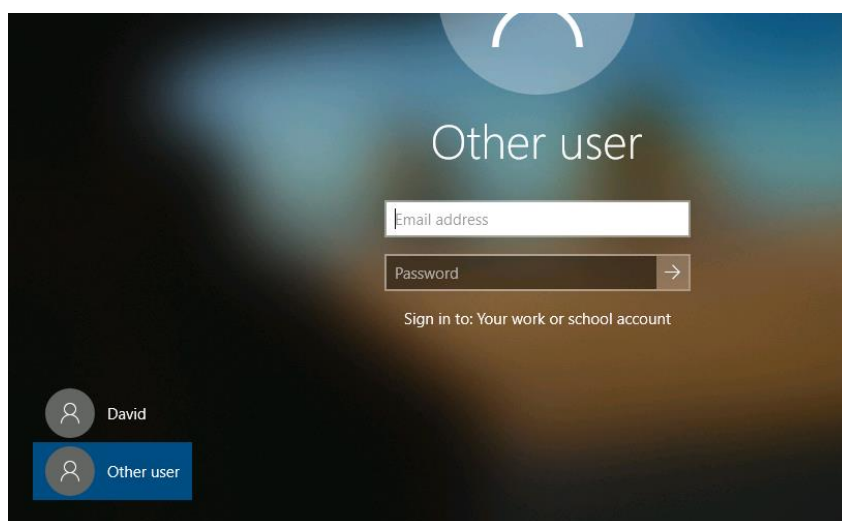 Other user
Email address
Password
Sign in to: Your work or school account
David
Other user